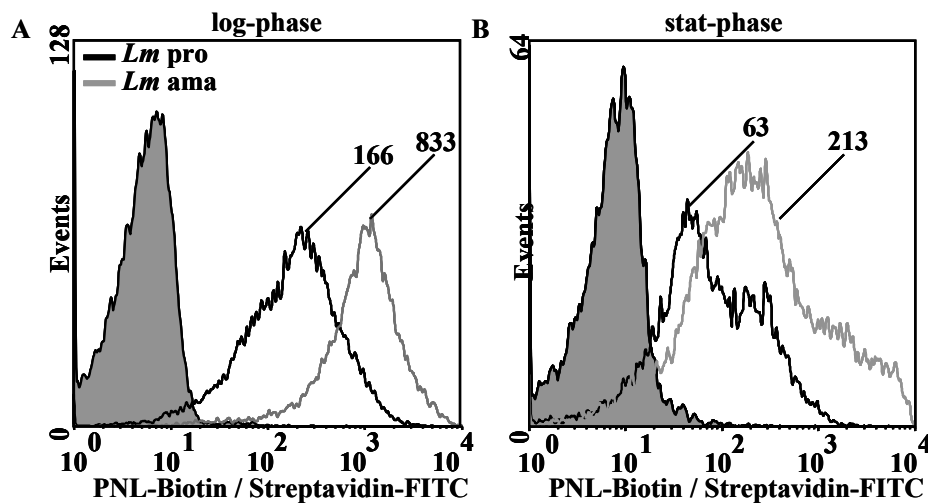 A log-phase
128
Lm pro
Lm ama
166
833
Events
0
10^0 10^1 10^2 10^3 10^4
PNL-Biotin / Streptavidin-FITC
B stat-phase
64
63
213
Events
0
10^0 10^1 10^2 10^3 10^4
PNL-Biotin / Streptavidin-FITC